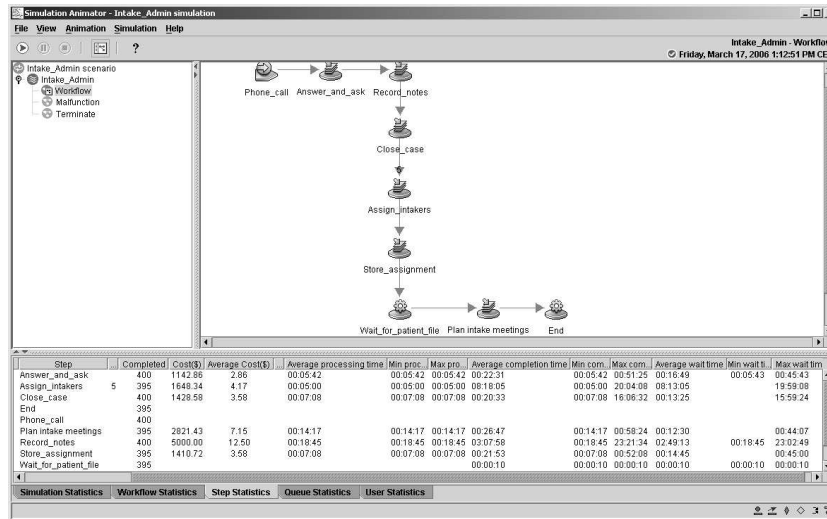 Simulation Animator - Intake_Admin simulation
File View Animation Simulation Help
?
Intake_Admin - Workflow
Friday, March 17, 2006 1:12:51 PM CE
Intake_Admin scenario
Intake_Admin
Workflow
Malfunction
Terminate
Phone_call Answer_and_ask Record_notes
Close_case
5
Assign_intakers
Store_assignment
Wait_for_patient_file Plan intake meetings End
Step ... Completed Cost($) Average Cost($) ... Average processing time Min proc... Max pro... Average completion time Min com... Max com... Average wait time Min wait ti... Max wait tim
Answer_and_ask 400 1142.86 2.86 00:05:42 00:05:42 00:05:42 00:22:31 00:05:42 00:51:25 00:16:49 00:05:43 00:45:43
Assign_intakers 5 395 1648.34 4.17 00:05:00 00:05:00 00:05:00 08:18:05 00:05:00 20:04:08 08:13:05 19:59:08
Close_case 400 1428.58 3.58 00:07:08 00:07:08 00:07:08 00:20:33 00:07:08 16:06:32 00:13:25 15:59:24
End 395
Phone_call 400
Plan intake meetings 395 2821.43 7.15 00:14:17 00:14:17 00:14:17 00:26:47 00:14:17 00:58:24 00:12:30 00:44:07
Record_notes 400 5000.00 12.50 00:18:45 00:18:45 00:18:45 03:07:58 00:18:45 23:21:34 02:49:13 00:18:45 23:02:49
Store_assignment 395 1410.72 3.58 00:07:08 00:07:08 00:07:08 00:21:53 00:07:08 00:52:08 00:14:45 00:45:00
Wait_for_patient_file 395 00:00:10 00:00:10 00:00:10 00:00:10 00:00:10 00:00:10
Simulation Statistics Workflow Statistics Step Statistics Queue Statistics User Statistics